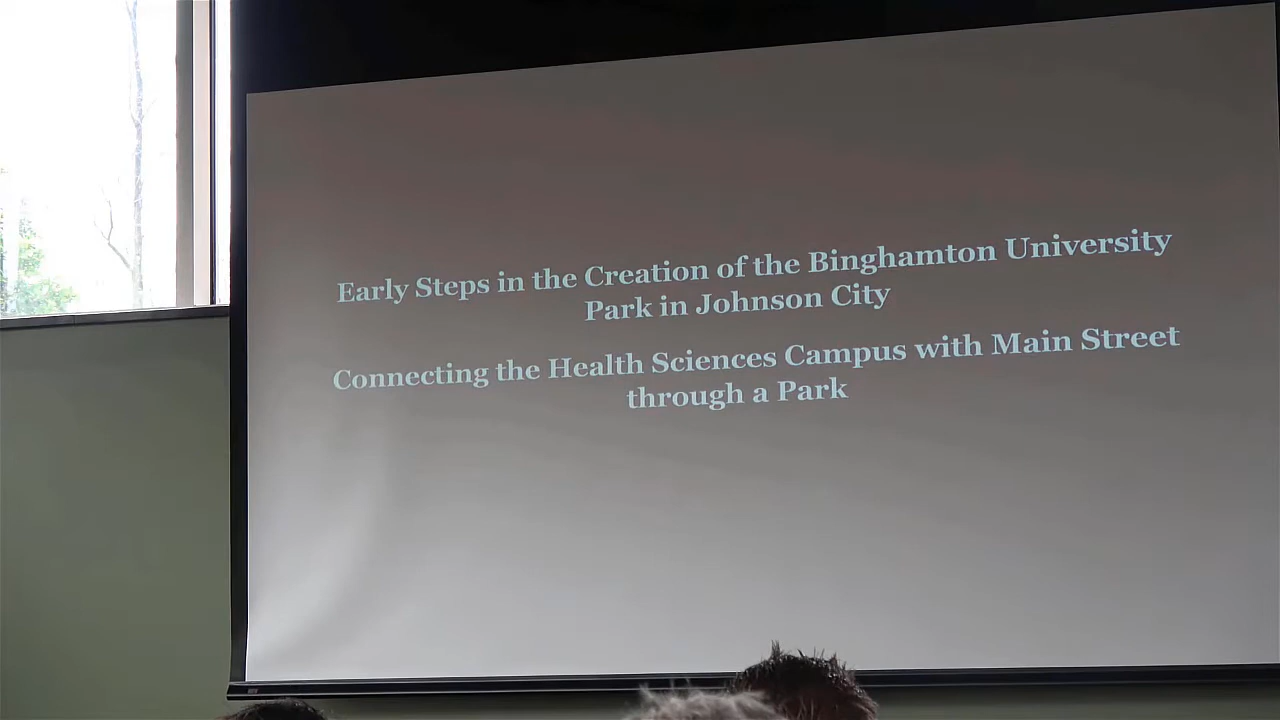 Early Steps in the Creation of the Binghamton University
Park in Johnson City
Connecting the Health Sciences Campus with Main Street
through a Park